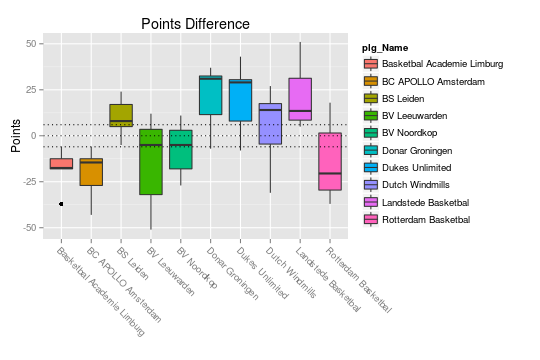 Points Difference
50
25
0
-25
-50
Points
Basketbal Academie Limburg
BC APOLLO Amsterdam
BS Leiden
BV Leeuwarden
BV Noordkop
Donar Groningen
Dukes Unlimited
Dutch Windmills
Landstede Basketbal
Rotterdam Basketbal
plg_Name
Basketbal Academie Limburg
BC APOLLO Amsterdam
BS Leiden
BV Leeuwarden
BV Noordkop
Donar Groningen
Dukes Unlimited
Dutch Windmills
Landstede Basketbal
Rotterdam Basketbal